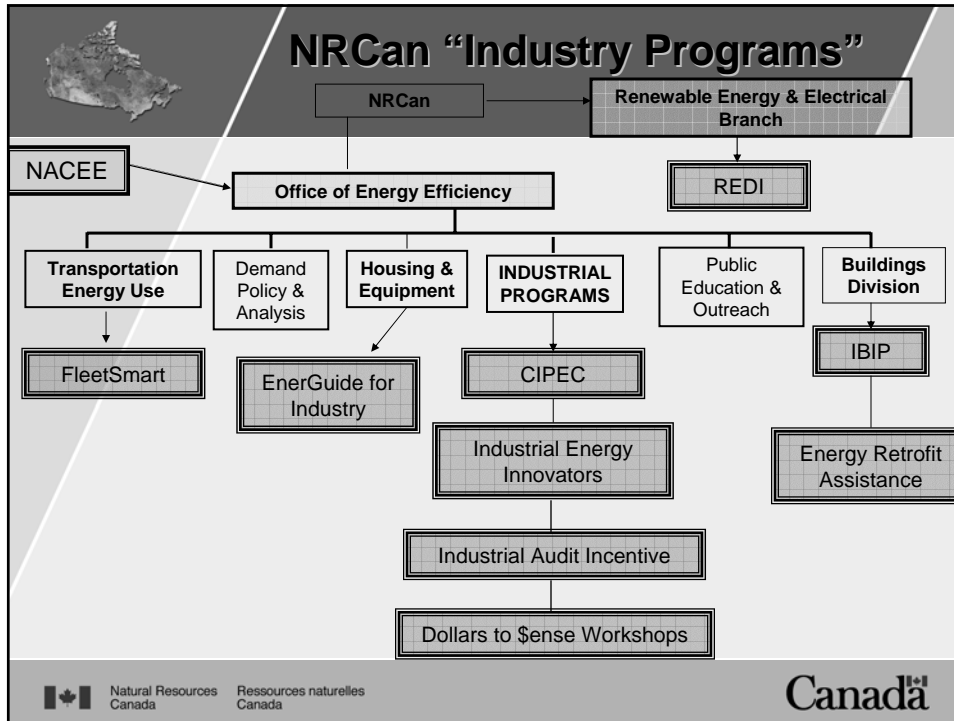 NRCan “Industry Programs”
NRCan
Renewable Energy & Electrical
Branch
NACEE
Office of Energy Efficiency
REDI
Transportation
Energy Use
Demand
Policy &
Analysis
Housing &
Equipment
INDUSTRIAL
PROGRAMS
Public
Education &
Outreach
Buildings
Division
FleetSmart
EnerGuide for
Industry
CIPEC
IBIP
Industrial Energy
Innovators
Energy Retrofit
Assistance
Industrial Audit Incentive
Dollars to $ense Workshops
Natural Resources
Canada
Ressources naturelles
Canada
Canada